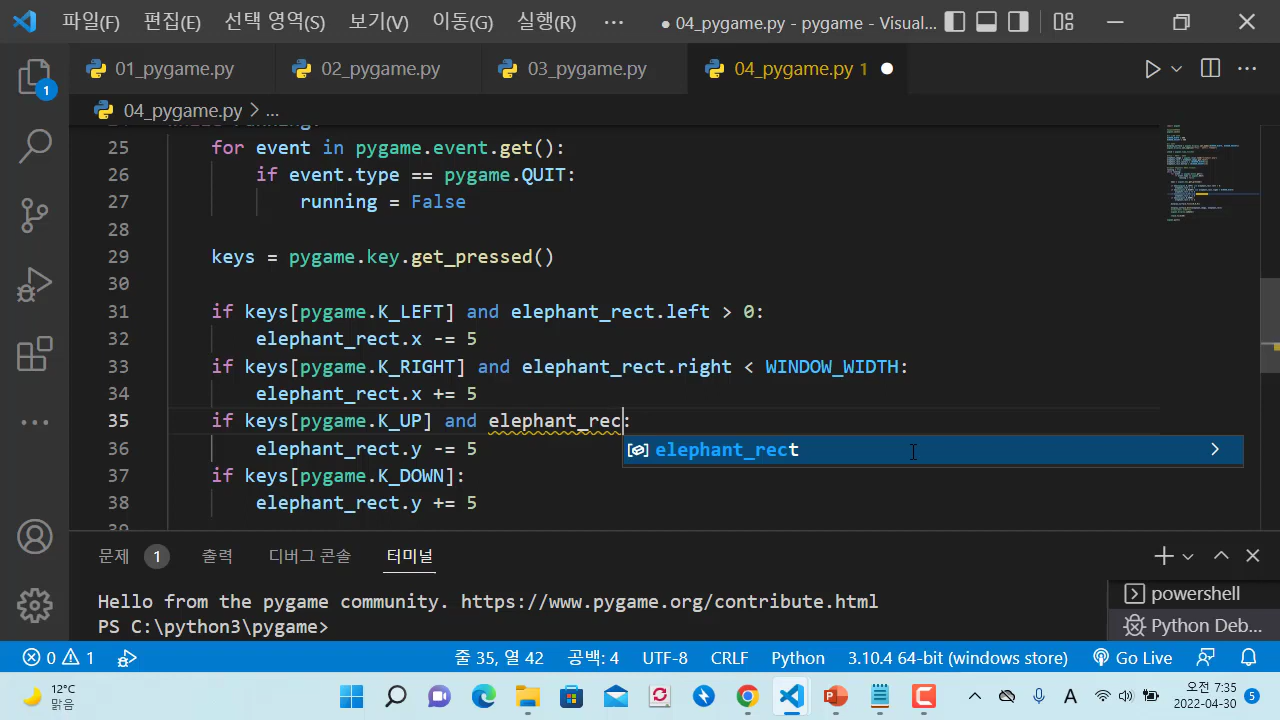 파일(F) 편집(E) 선택 영역(S) 보기(V) 이동(G) 실행(R) ··· ● 04_pygame.py - pygame - Visual...
01_pygame.py 02_pygame.py 03_pygame.py 04_pygame.py 1
04_pygame.py > ...
25 for event in pygame.event.get():
26 if event.type == pygame.QUIT:
27 running = False
28
29 keys = pygame.key.get_pressed()
30
31 if keys[pygame.K_LEFT] and elephant_rect.left > 0:
32 elephant_rect.x -= 5
33 if keys[pygame.K_RIGHT] and elephant_rect.right < WINDOW_WIDTH:
34 elephant_rect.x += 5
35 if keys[pygame.K_UP] and elephant_rec:
elephant_rect
36 elephant_rect.y -= 5
37 if keys[pygame.K_DOWN]:
38 elephant_rect.y += 5
문제 1 출력 디버그 콘솔 터미널
Hello from the pygame community. https://www.pygame.org/contribute.html
PS C:\python3\pygame>
powershell
Python Deb...
0 1 줄 35, 열 42 공백: 4 UTF-8 CRLF Python 3.10.4 64-bit (windows store) Go Live
12°C
맑음
A
오전 7:35
2022-04-30
5